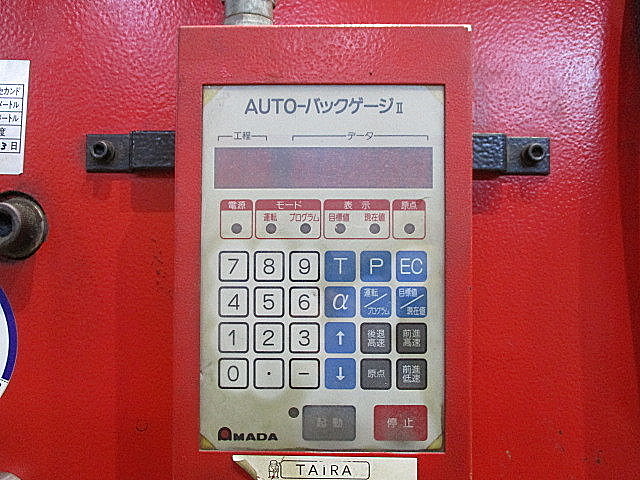 セカンド
メートル
メートル
度
3日
AUTO-バックゲージII
工程 データ
電源 モード 表示 原点
運転 プログラム 目標値 現在値
7 8 9 T P EC
4 5 6 α 運転/プログラム 目標値/現在値
1 2 3 ↑ 後退高速 前進高速
0 · − ↓ 原点 前進低速
起動 停止
AMADA
TAiRA